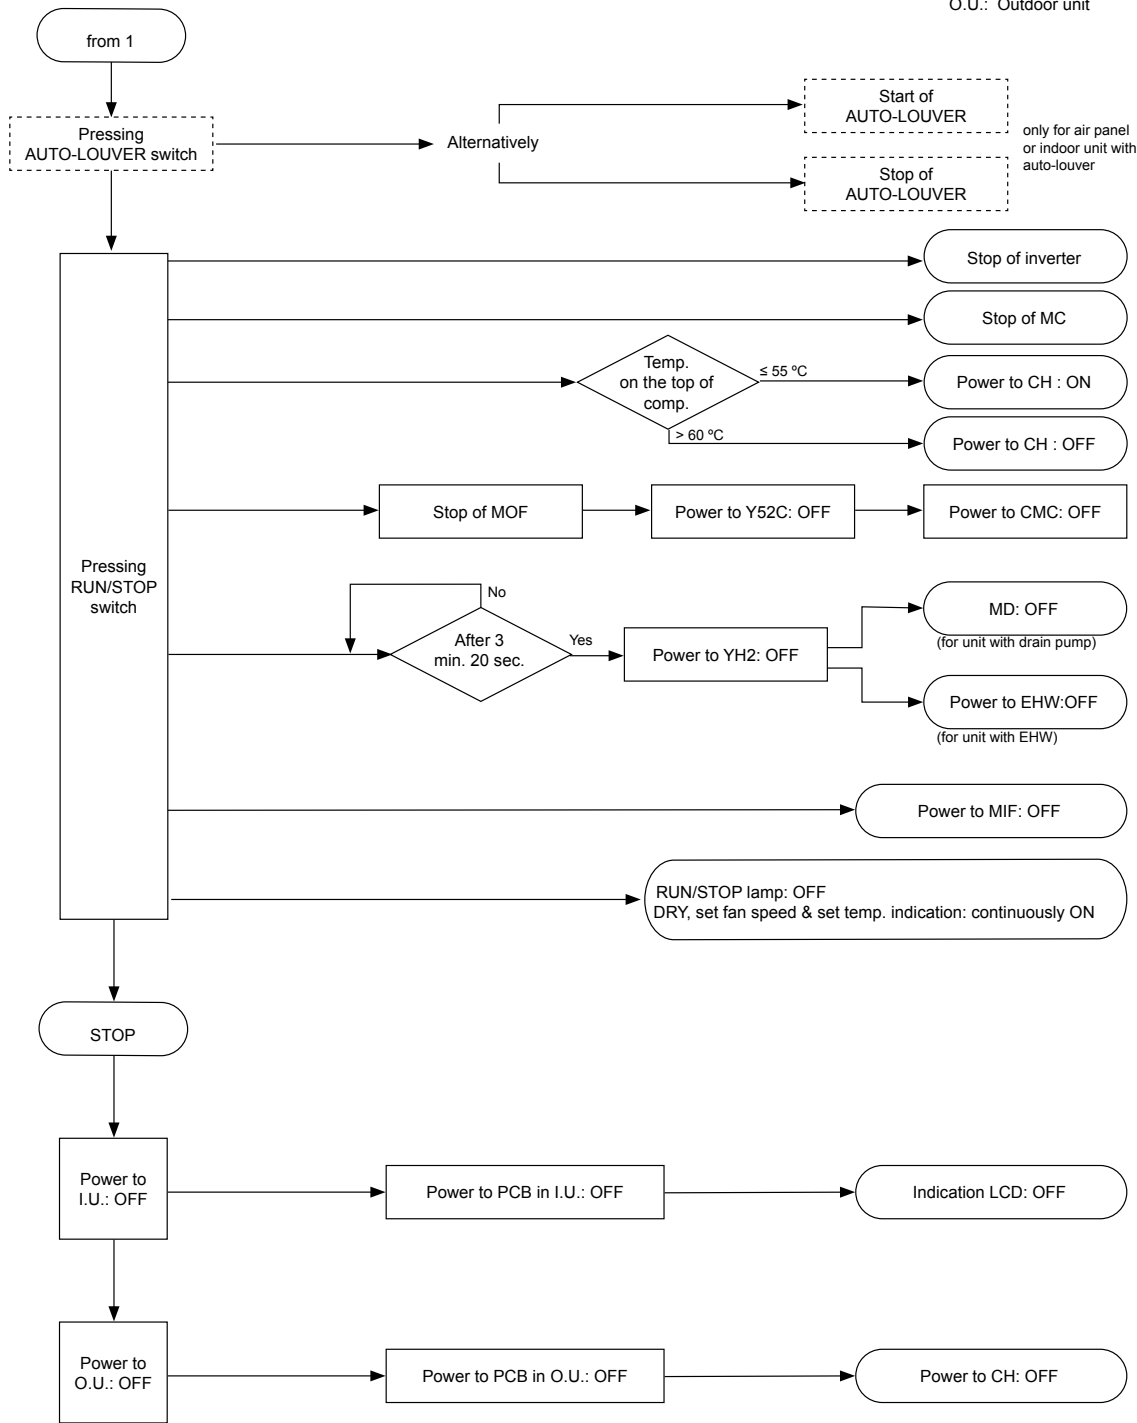 O.U.: Outdoor unit
from 1
Pressing
AUTO-LOUVER switch
Alternatively
Start of
AUTO-LOUVER
Stop of
AUTO-LOUVER
only for air panel
or indoor unit with
auto-louver
Pressing
RUN/STOP
switch
Stop of inverter
Stop of MC
Temp.
on the top of
comp.
≤ 55 ºC
Power to CH : ON
> 60 ºC
Power to CH : OFF
Stop of MOF
Power to Y52C: OFF
Power to CMC: OFF
No
After 3
min. 20 sec.
Yes
Power to YH2: OFF
MD: OFF
(for unit with drain pump)
Power to EHW:OFF
(for unit with EHW)
Power to MIF: OFF
RUN/STOP lamp: OFF
DRY, set fan speed & set temp. indication: continuously ON
STOP
Power to
I.U.: OFF
Power to PCB in I.U.: OFF
Indication LCD: OFF
Power to
O.U.: OFF
Power to PCB in O.U.: OFF
Power to CH: OFF